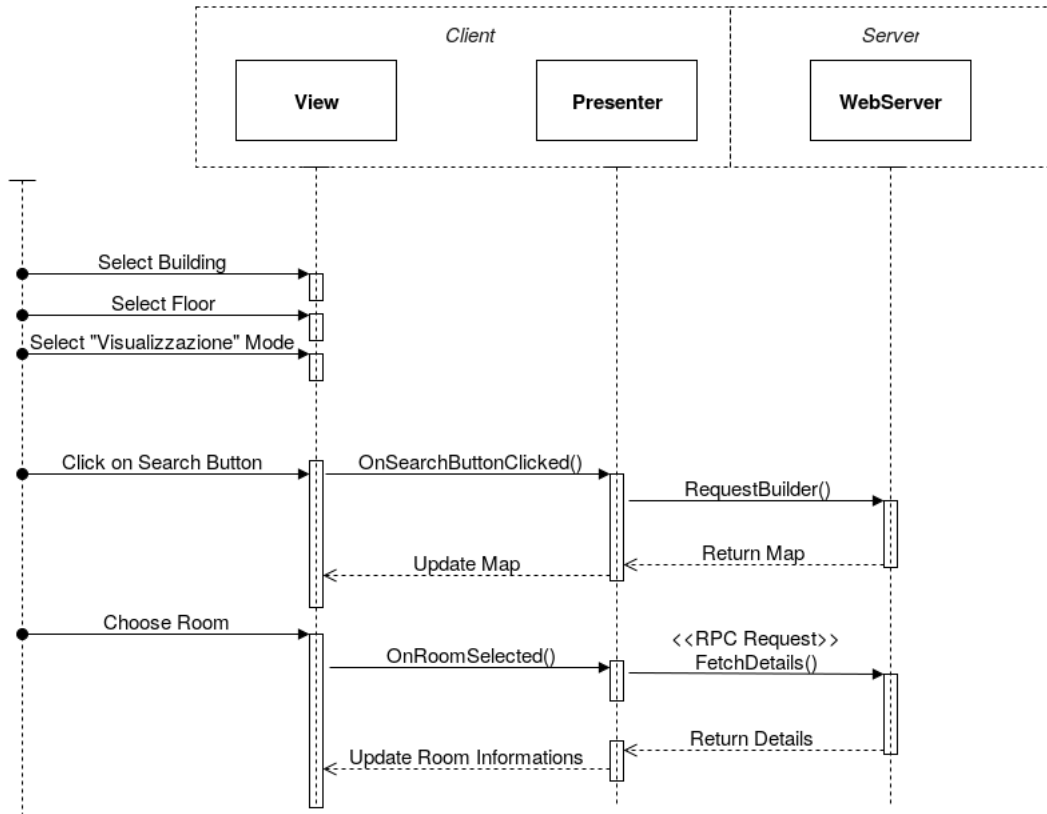 Client
Server
View
Presenter
WebServer
Select Building
Select Floor
Select "Visualizzazione" Mode
Click on Search Button
OnSearchButtonClicked()
RequestBuilder()
Return Map
Update Map
Choose Room
<<RPC Request>>
OnRoomSelected()
FetchDetails()
Return Details
Update Room Informations